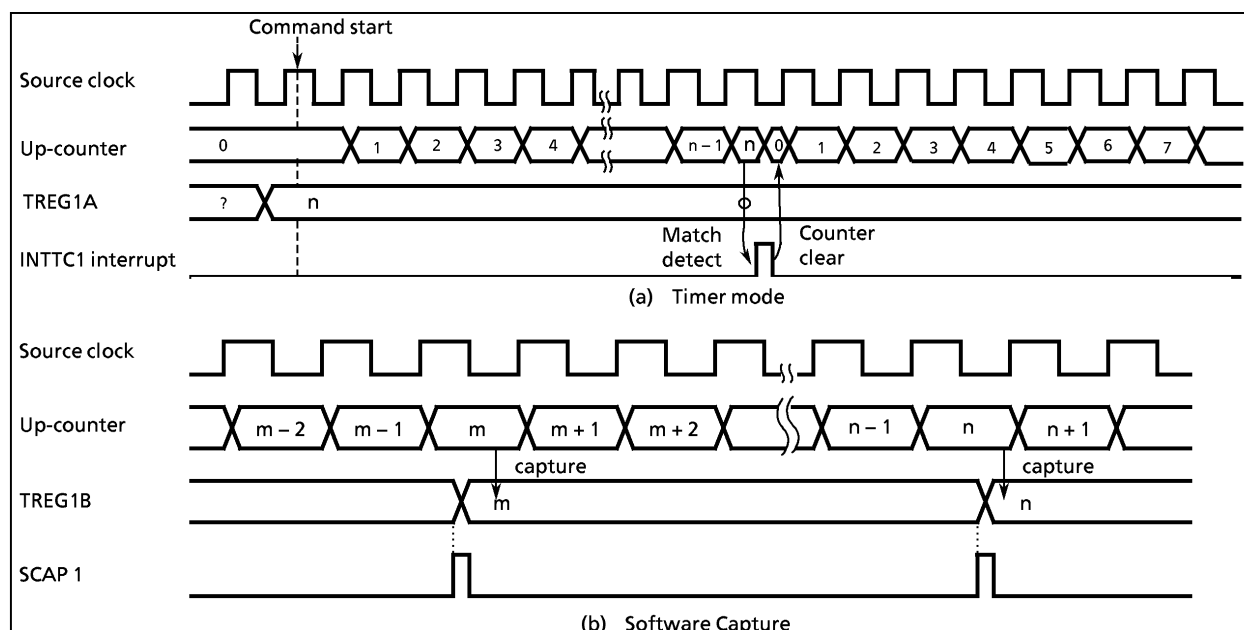 Command start
Source clock
Up-counter 0 1 2 3 4 n – 1 n 0 1 2 3 4 5 6 7
TREG1A ? n
Match detect
Counter clear
INTTC1 interrupt
(a) Timer mode
Source clock
Up-counter m – 2 m – 1 m m + 1 m + 2 n – 1 n n + 1
capture capture
TREG1B m n
SCAP 1
(b) Software Capture